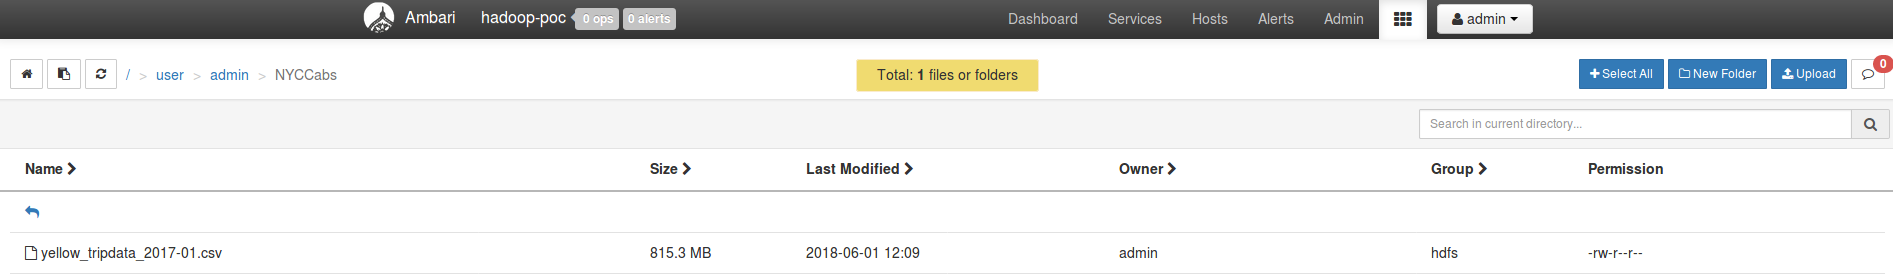 Ambari hadoop-poc 0 ops 0 alerts Dashboard Services Hosts Alerts Admin admin
/ > user > admin > NYCCabs Total: 1 files or folders Select All New Folder Upload 0
Search in current directory...
Name Size Last Modified Owner Group Permission
yellow_tripdata_2017-01.csv 815.3 MB 2018-06-01 12:09 admin hdfs -rw-r--r--